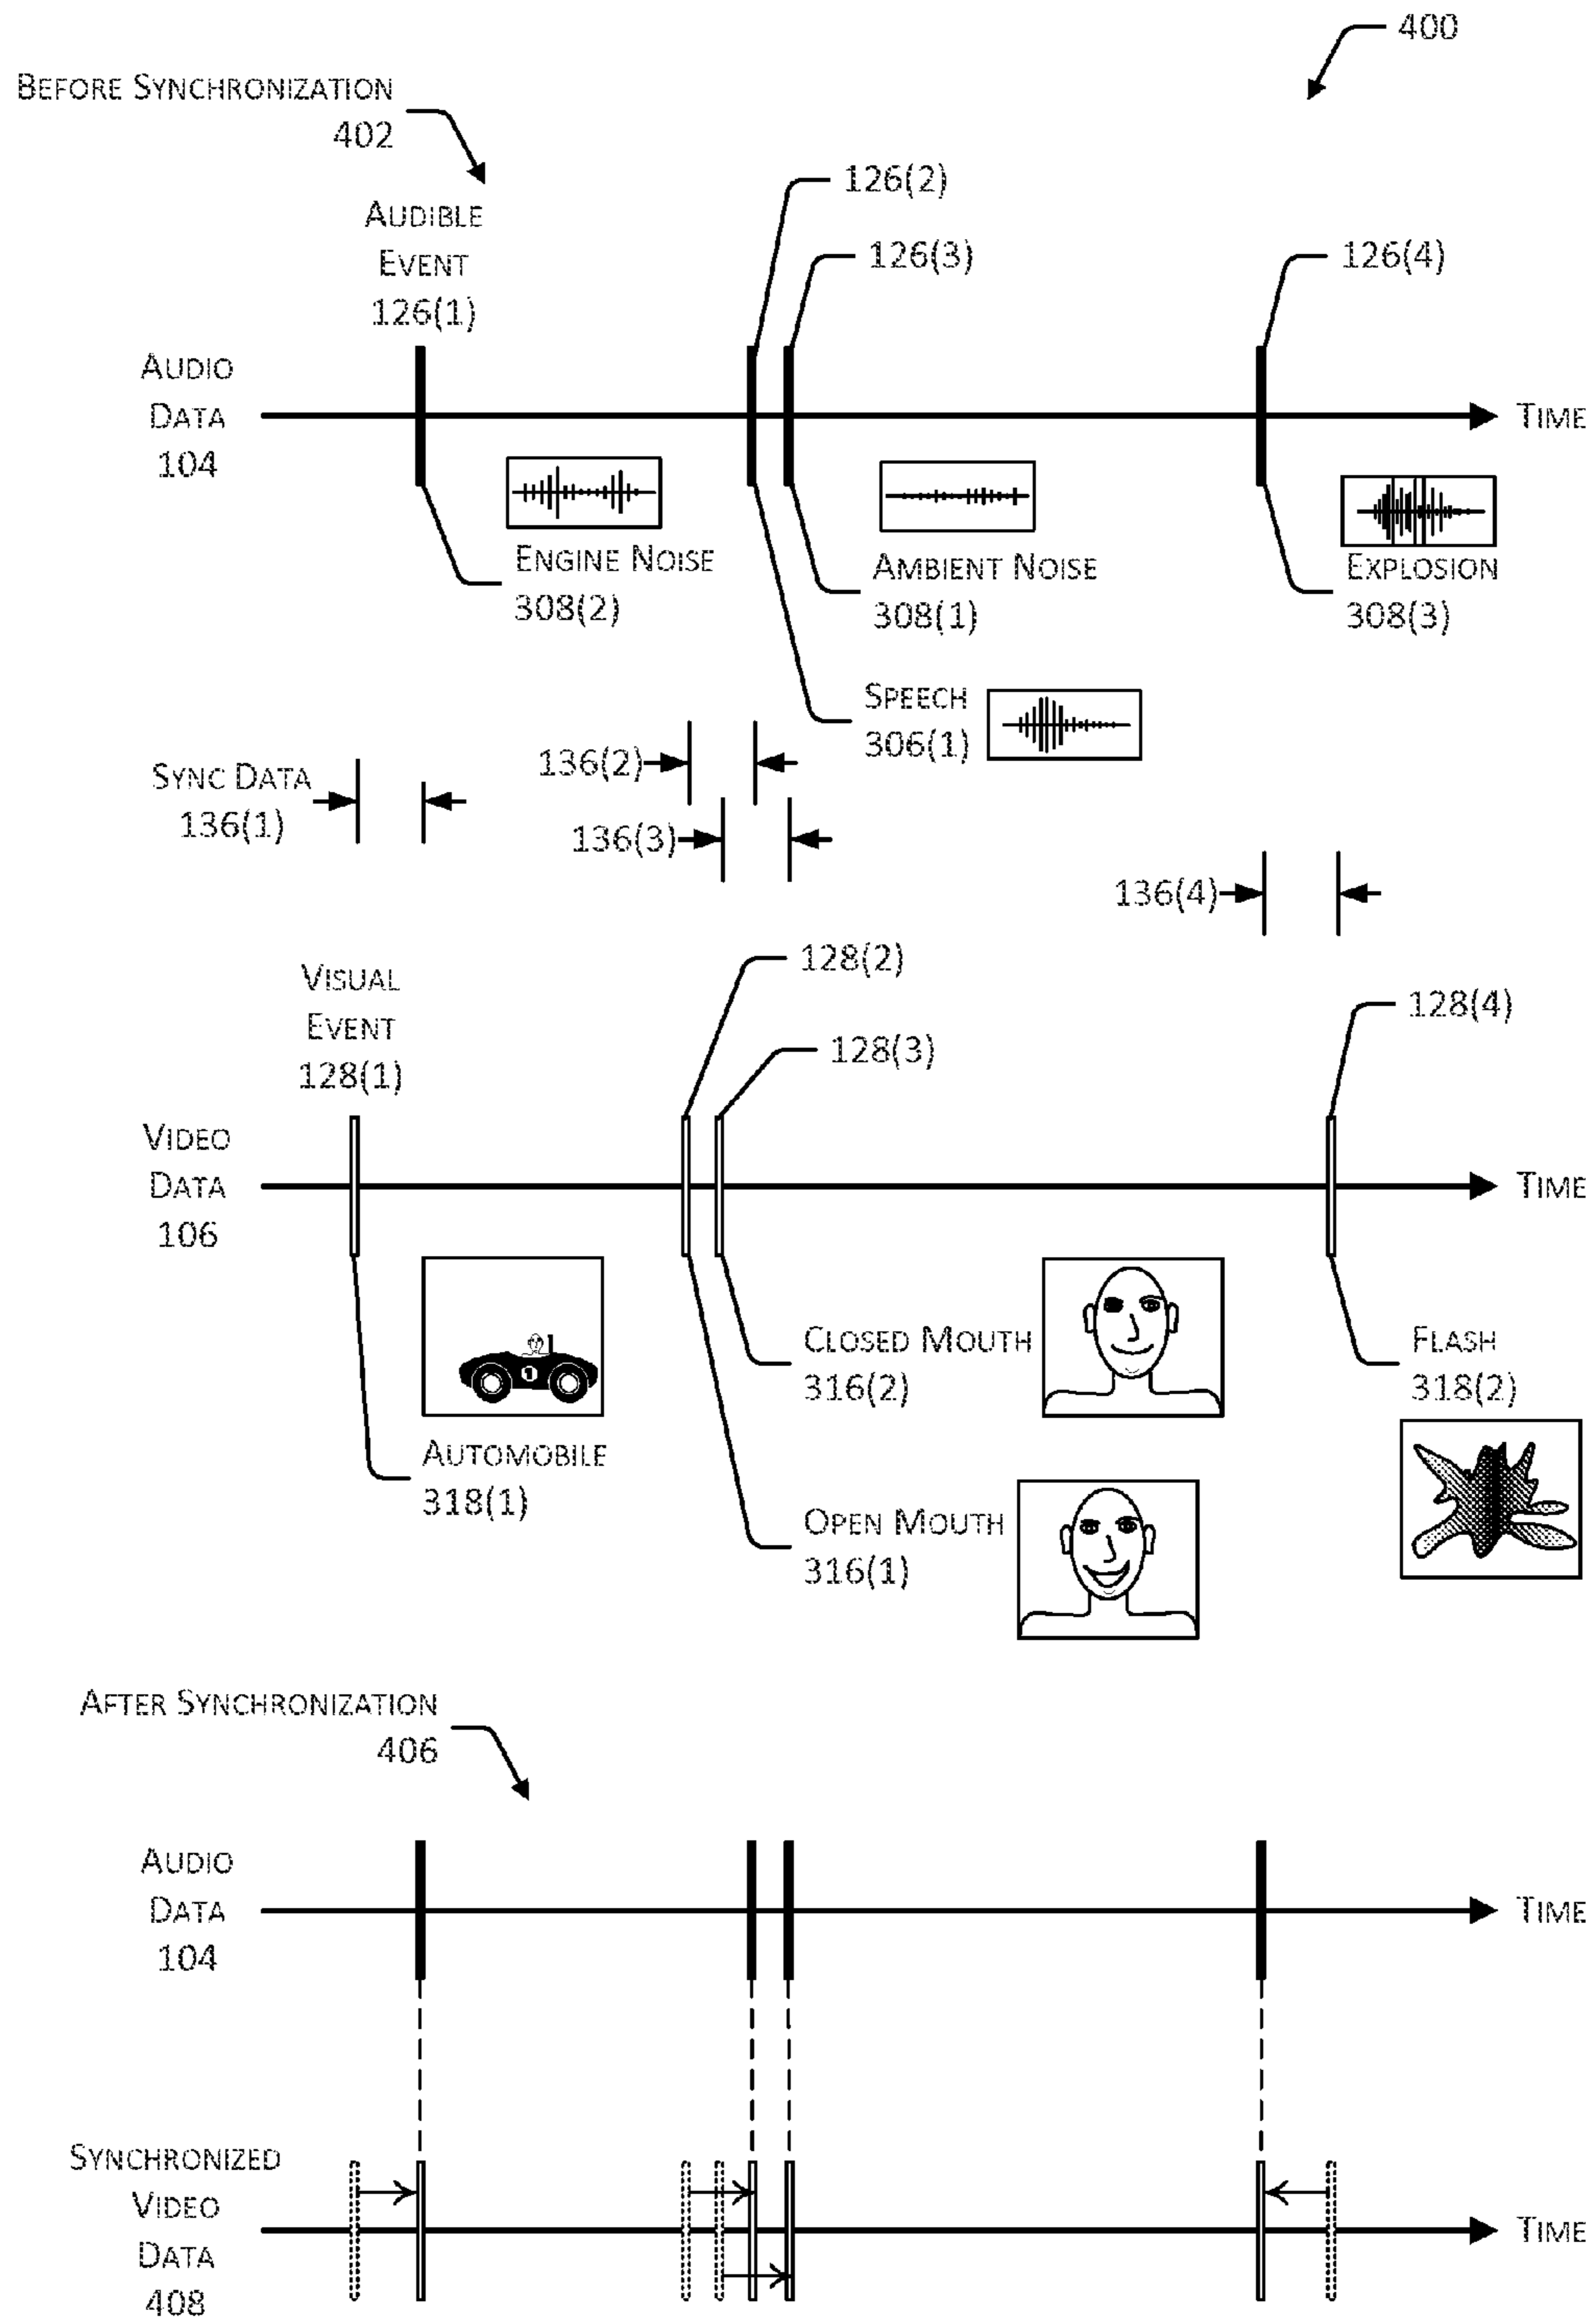 400
BEFORE SYNCHRONIZATION
402
126(2)
AUDIBLE
EVENT
126(1)
126(3)
126(4)
AUDIO
DATA
104
TIME
ENGINE NOISE
308(2)
AMBIENT NOISE
308(1)
EXPLOSION
308(3)
SPEECH
306(1)
SYNC DATA
136(1)
136(2)
136(3)
136(4)
VISUAL
EVENT
128(1)
128(2)
128(3)
128(4)
VIDEO
DATA
106
TIME
1
AUTOMOBILE
318(1)
CLOSED MOUTH
316(2)
FLASH
318(2)
OPEN MOUTH
316(1)
AFTER SYNCHRONIZATION
406
AUDIO
DATA
104
TIME
SYNCHRONIZED
VIDEO
DATA
408
TIME